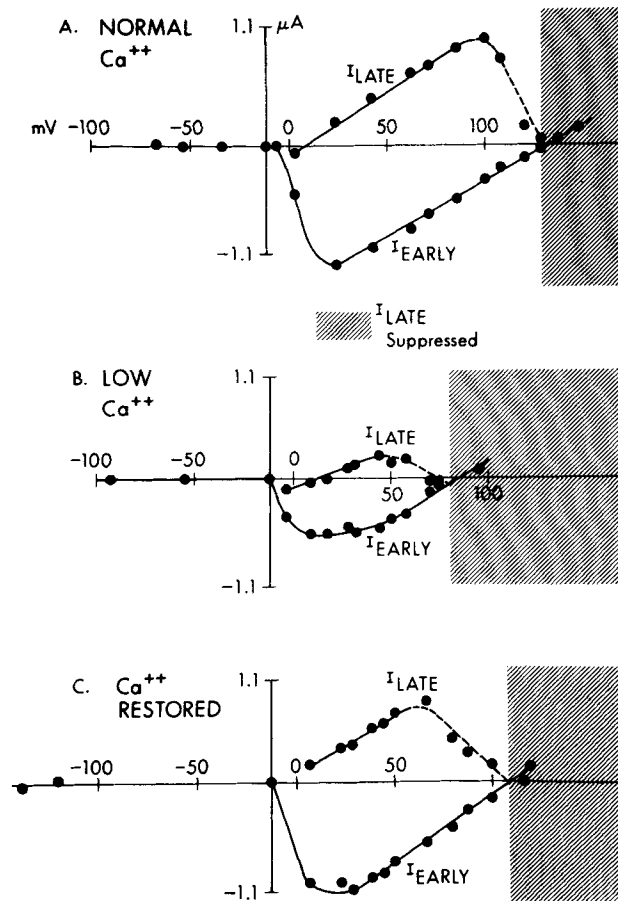 A. NORMAL
Ca++
1.1 μA
I LATE
mV -100 -50 0 50 100
-1.1
I EARLY
I LATE
Suppressed
B. LOW
Ca++
1.1
I LATE
0 50 100
I EARLY
-1.1
C. Ca++
RESTORED
1.1
I LATE
-100 -50 0 50
I EARLY
-1.1